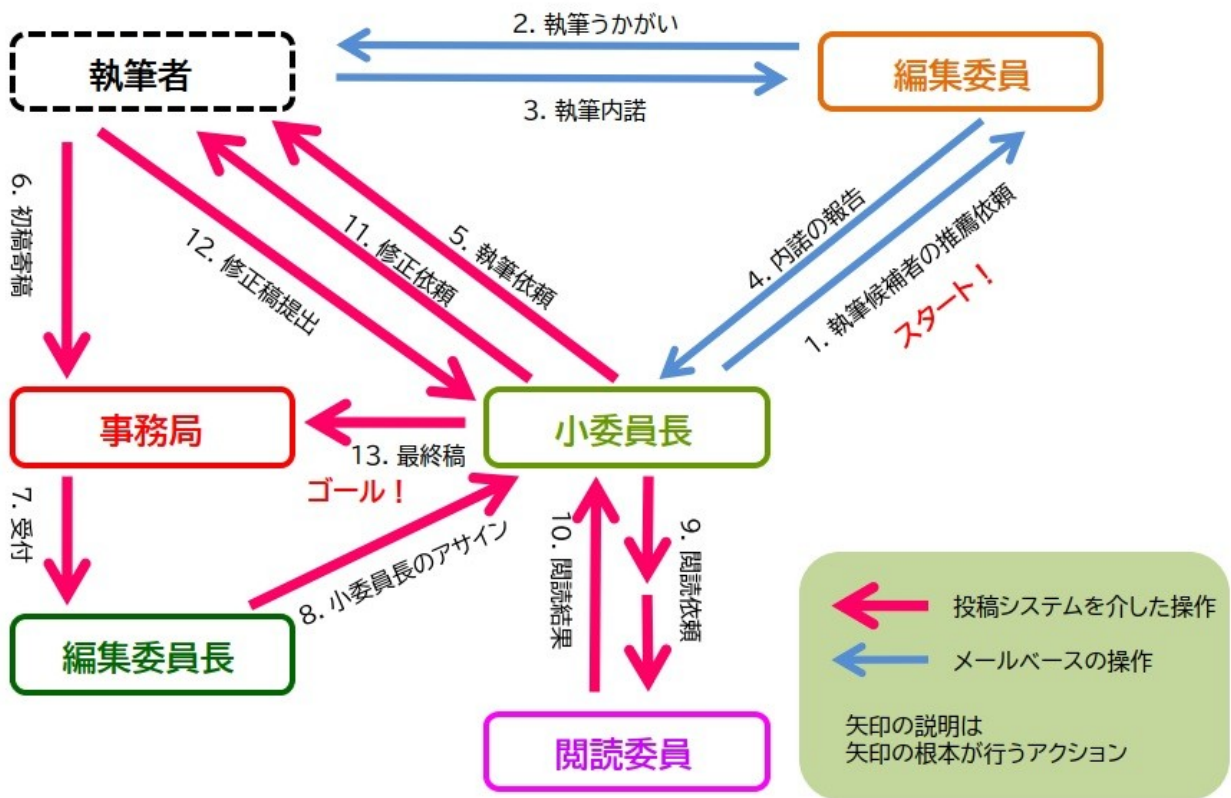 2. 執筆うかがい
執筆者
編集委員
3. 執筆内諾
6. 初稿寄稿
12. 修正稿提出
11. 修正依頼
5. 執筆依頼
4. 内諾の報告
1. 執筆候補者の推薦依頼
スタート！
事務局
小委員長
13. 最終稿
ゴール！
7. 受付
8. 小委員長のアサイン
10. 閲読結果
9. 閲読依頼
編集委員長
閲読委員
投稿システムを介した操作
メールベースの操作
矢印の説明は
矢印の根本が行うアクション